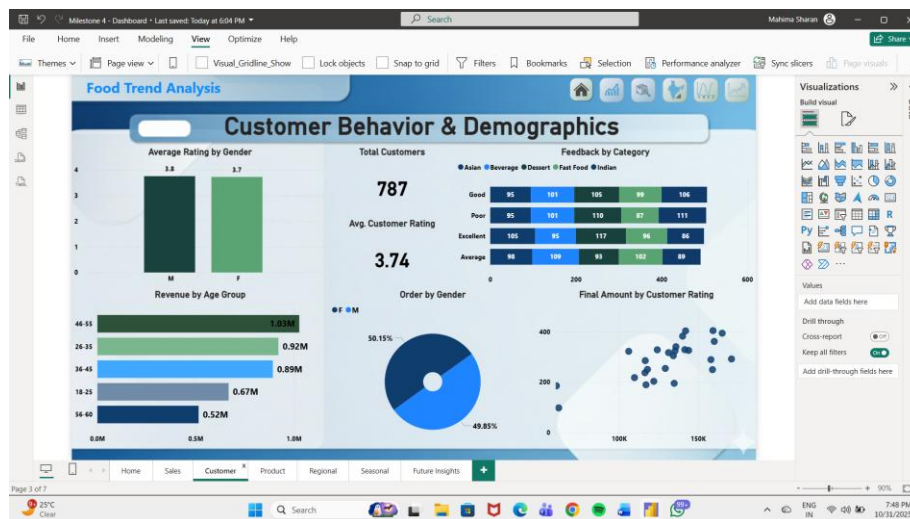 Milestone 4 - Dashboard • Last saved: Today at 6:04 PM
Search
Mahima Sharan
File Home Insert Modeling View Optimize Help
Share
Themes Page view Visual_Gridline_Show Lock objects Snap to grid Filters Bookmarks Selection Performance analyzer Sync slicers Page visuals
Food Trend Analysis
Customer Behavior & Demographics
Average Rating by Gender
4
3
2
1
0
3.8
3.7
M
F
Total Customers
787
Avg. Customer Rating
3.74
Feedback by Category
Asian Beverage Dessert Fast Food Indian
Good 95 101 105 99 106
Poor 95 101 110 87 111
Excellent 105 95 117 96 86
Average 98 109 93 102 89
0 200 400 600
Revenue by Age Group
46-55 1.03M
26-35 0.92M
36-45 0.89M
18-25 0.67M
56-60 0.52M
0.0M 0.5M 1.0M
Order by Gender
F M
50.15%
49.85%
Final Amount by Customer Rating
400
200
0
100K 150K
Visualizations
Build visual
R
Py
Values
Add data fields here
Drill through
Cross-report Off
Keep all filters On
Add drill-through fields here
Home Sales Customer Product Regional Seasonal Future Insights
Page 3 of 7
90%
25°C
Clear
Search
99+
ENG
IN
7:48 PM
10/31/2025